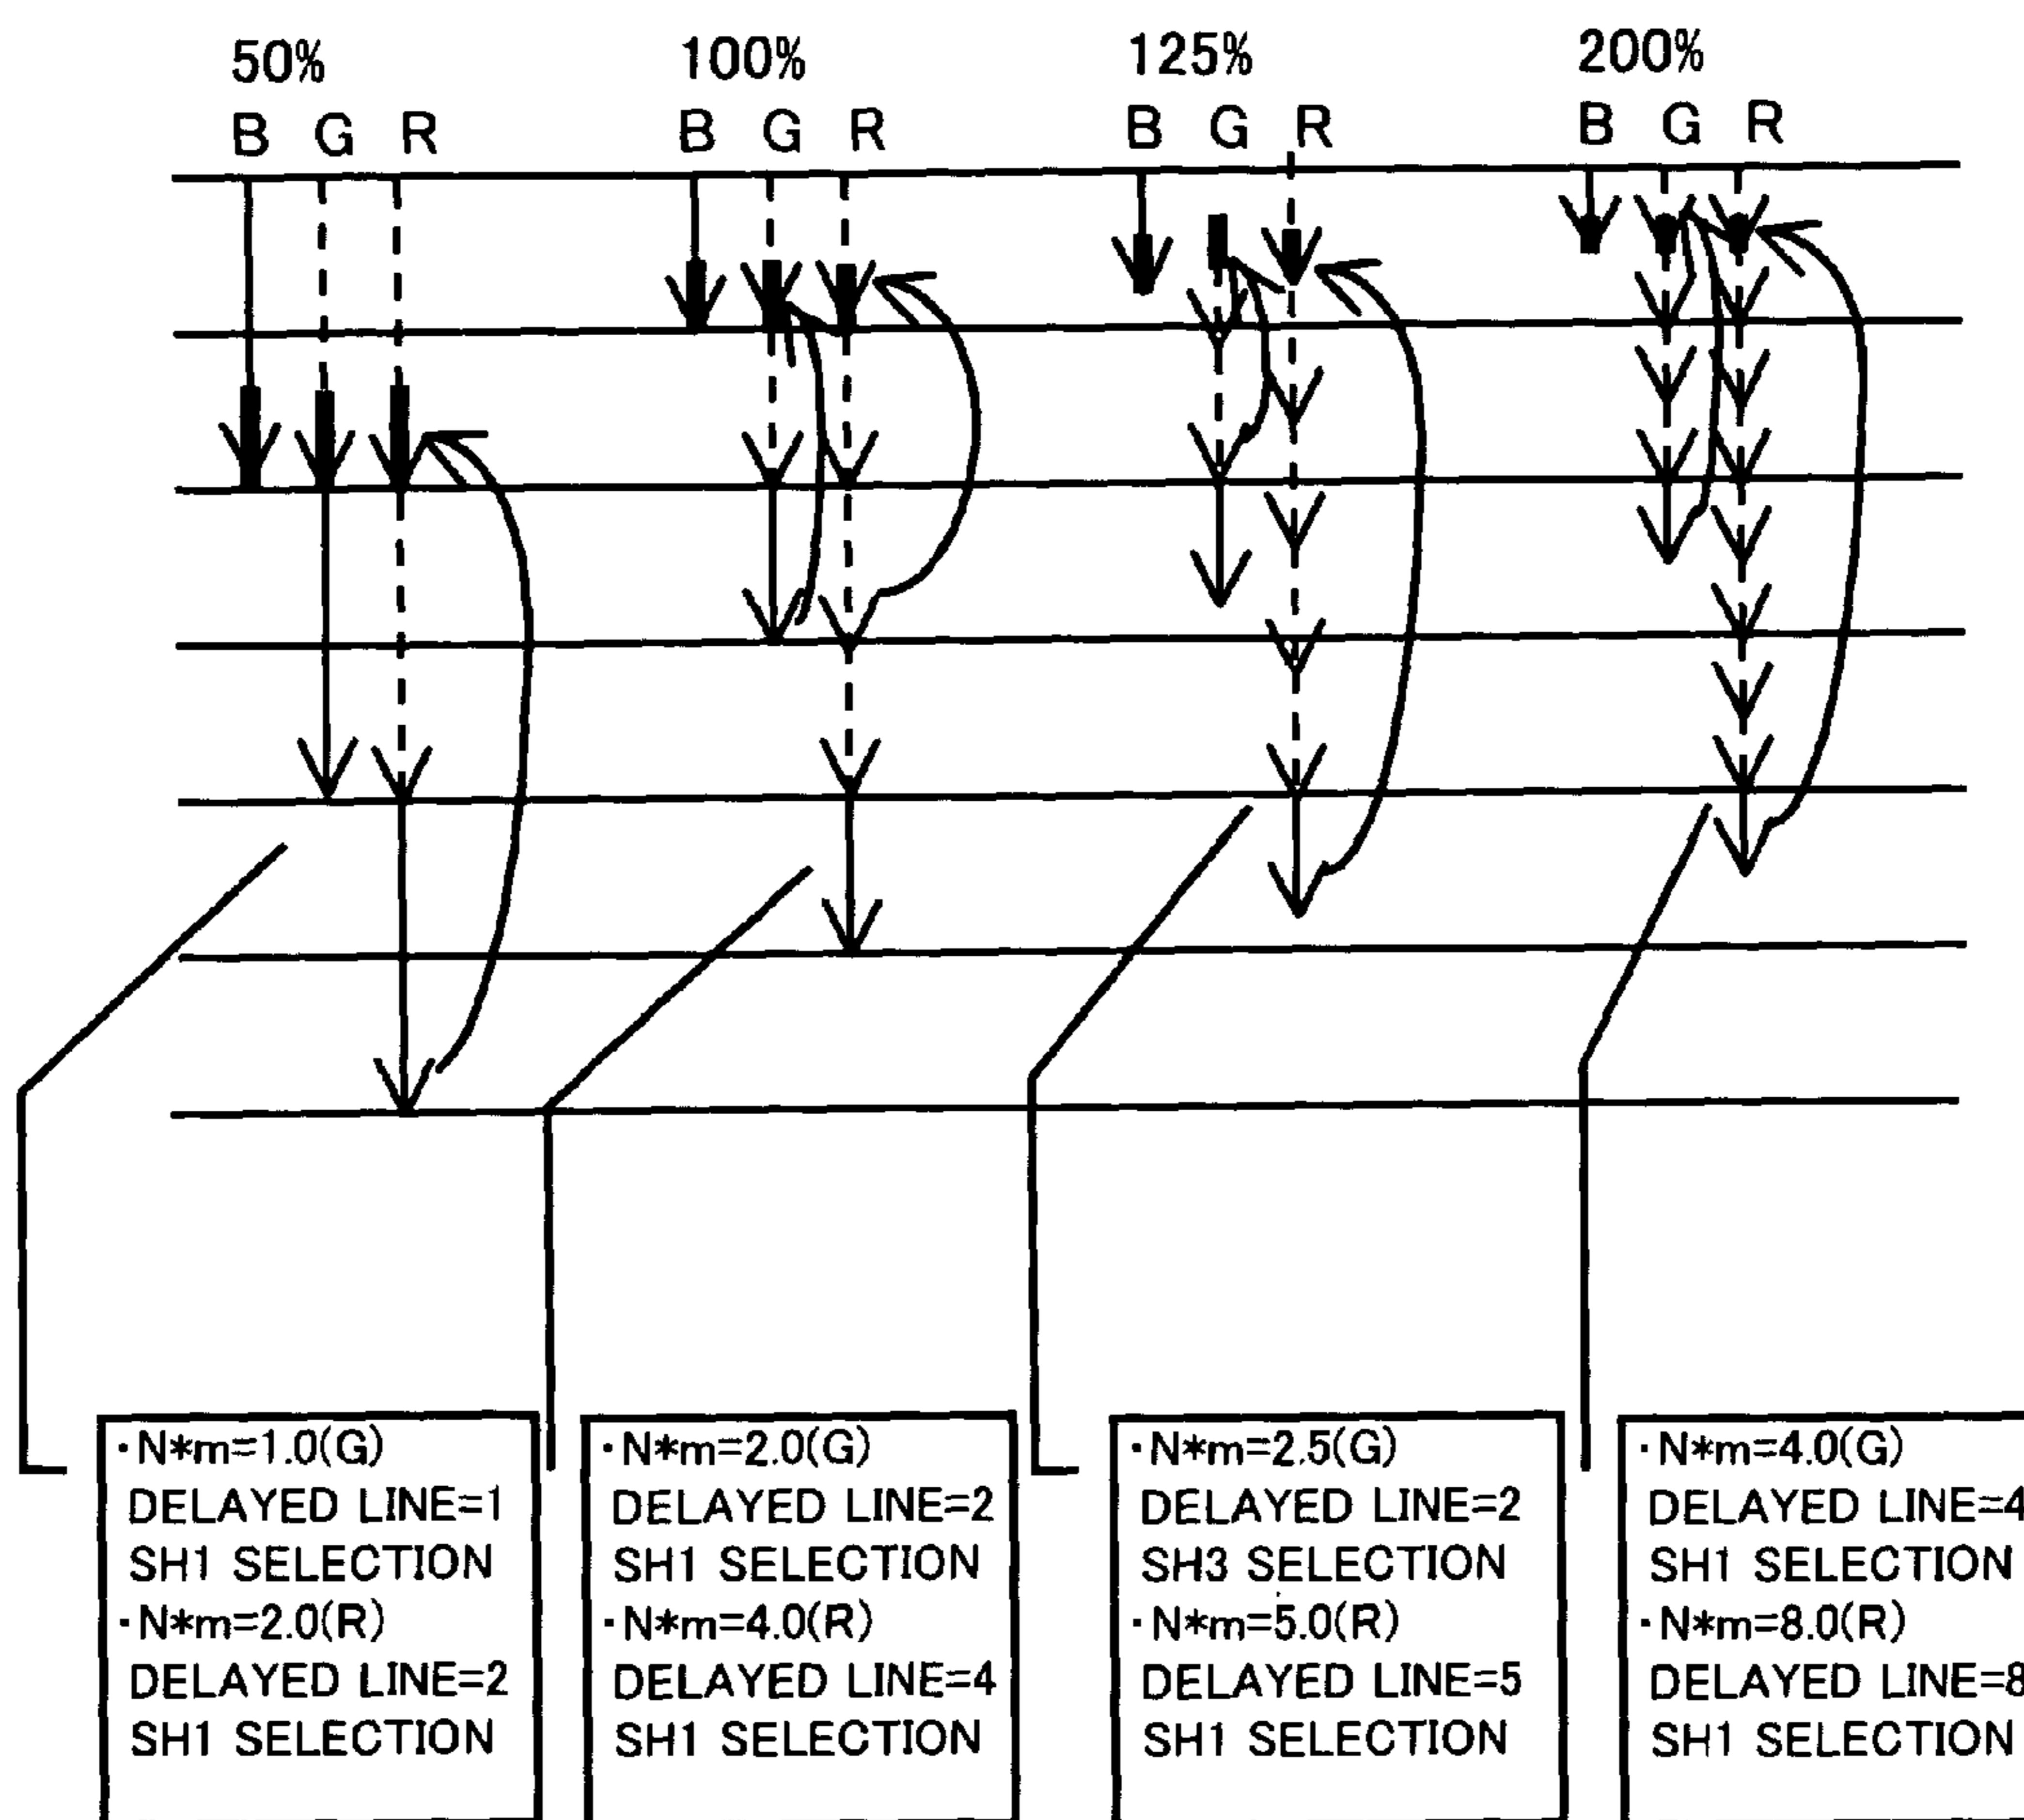 50% 100% 125% 200%
B G R B G R B G R B G R
·N*m=1.0(G)
DELAYED LINE=1
SH1 SELECTION
·N*m=2.0(R)
DELAYED LINE=2
SH1 SELECTION
·N*m=2.0(G)
DELAYED LINE=2
SH1 SELECTION
·N*m=4.0(R)
DELAYED LINE=4
SH1 SELECTION
·N*m=2.5(G)
DELAYED LINE=2
SH3 SELECTION
·N*m=5.0(R)
DELAYED LINE=5
SH1 SELECTION
·N*m=4.0(G)
DELAYED LINE=4
SH1 SELECTION
·N*m=8.0(R)
DELAYED LINE=8
SH1 SELECTION